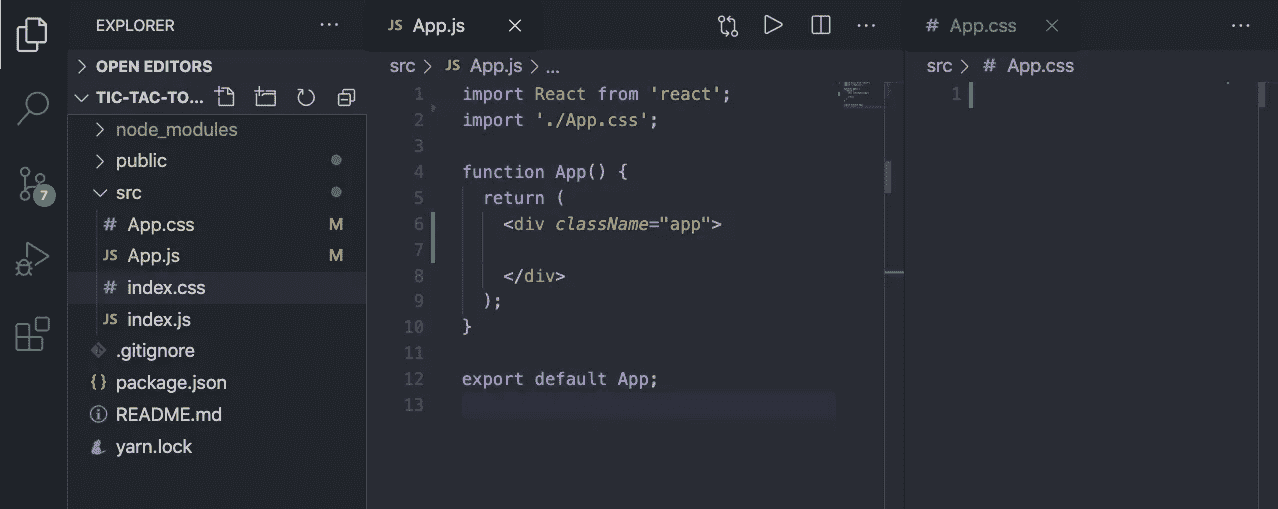 EXPLORER ...
OPEN EDITORS
TIC-TAC-TO...
node_modules
public
src
# App.css M
JS App.js M
# index.css
JS index.js
.gitignore
{} package.json
README.md
yarn.lock
7
JS App.js
src > JS App.js > ...
1 import React from 'react';
2 import './App.css';
3
4 function App() {
5 return (
6 <div className="app">
7
8 </div>
9 );
10 }
11
12 export default App;
13
# App.css
src > # App.css
1